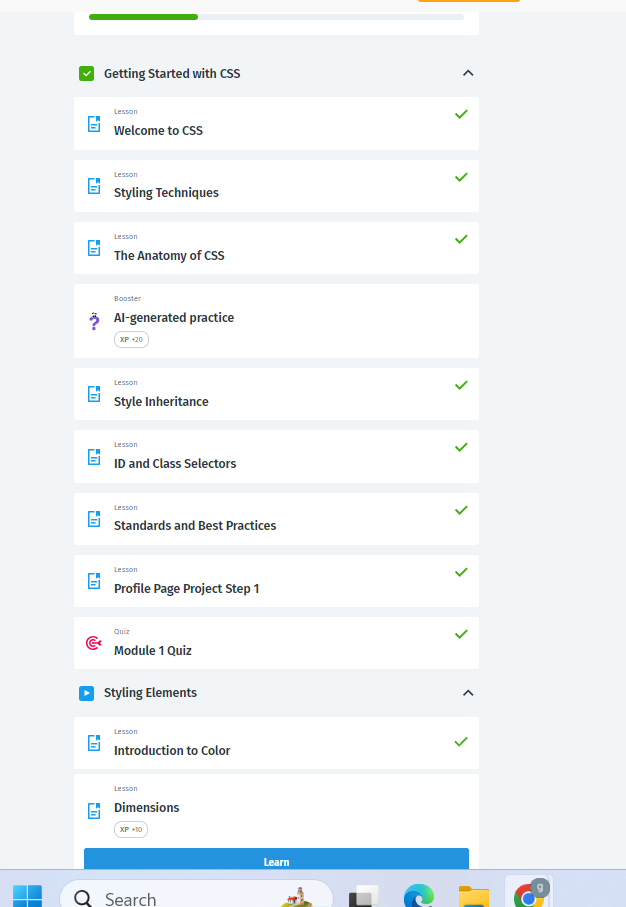 Getting Started with CSS
Lesson
Welcome to CSS
Lesson
Styling Techniques
Lesson
The Anatomy of CSS
Booster
AI-generated practice
XP +20
Lesson
Style Inheritance
Lesson
ID and Class Selectors
Lesson
Standards and Best Practices
Lesson
Profile Page Project Step 1
Quiz
Module 1 Quiz
Styling Elements
Lesson
Introduction to Color
Lesson
Dimensions
XP +10
Learn
Search
g